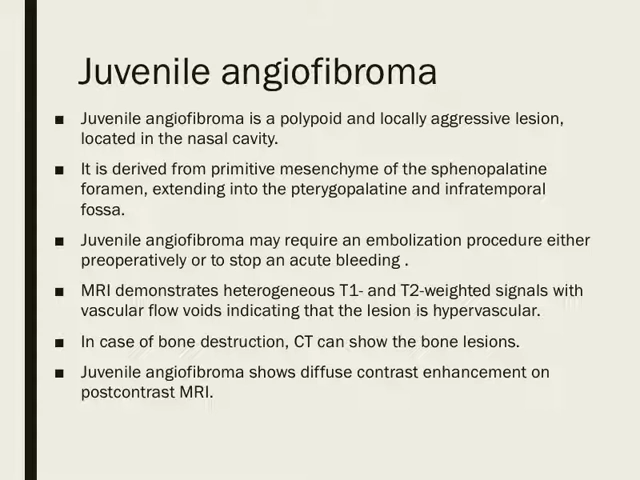 Juvenile angiofibroma
■ Juvenile angiofibroma is a polypoid and locally aggressive lesion,
located in the nasal cavity.
■ It is derived from primitive mesenchyme of the sphenopalatine
foramen, extending into the pterygopalatine and infratemporal
fossa.
■ Juvenile angiofibroma may require an embolization procedure either
preoperatively or to stop an acute bleeding .
■ MRI demonstrates heterogeneous T1- and T2-weighted signals with
vascular flow voids indicating that the lesion is hypervascular.
■ In case of bone destruction, CT can show the bone lesions.
■ Juvenile angiofibroma shows diffuse contrast enhancement on
postcontrast MRI.